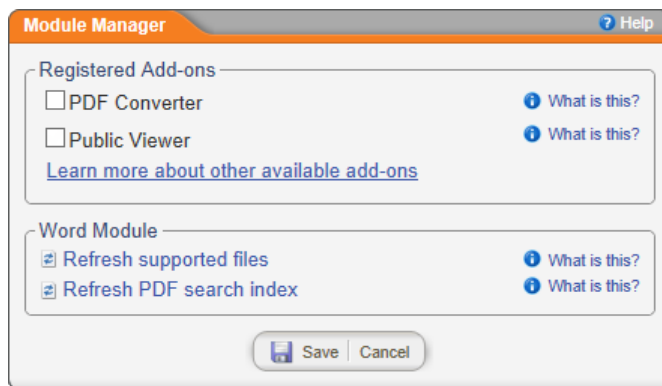 Module Manager
Help
Registered Add-ons
PDF Converter What is this?
Public Viewer What is this?
Learn more about other available add-ons
Word Module
Refresh supported files What is this?
Refresh PDF search index What is this?
Save Cancel